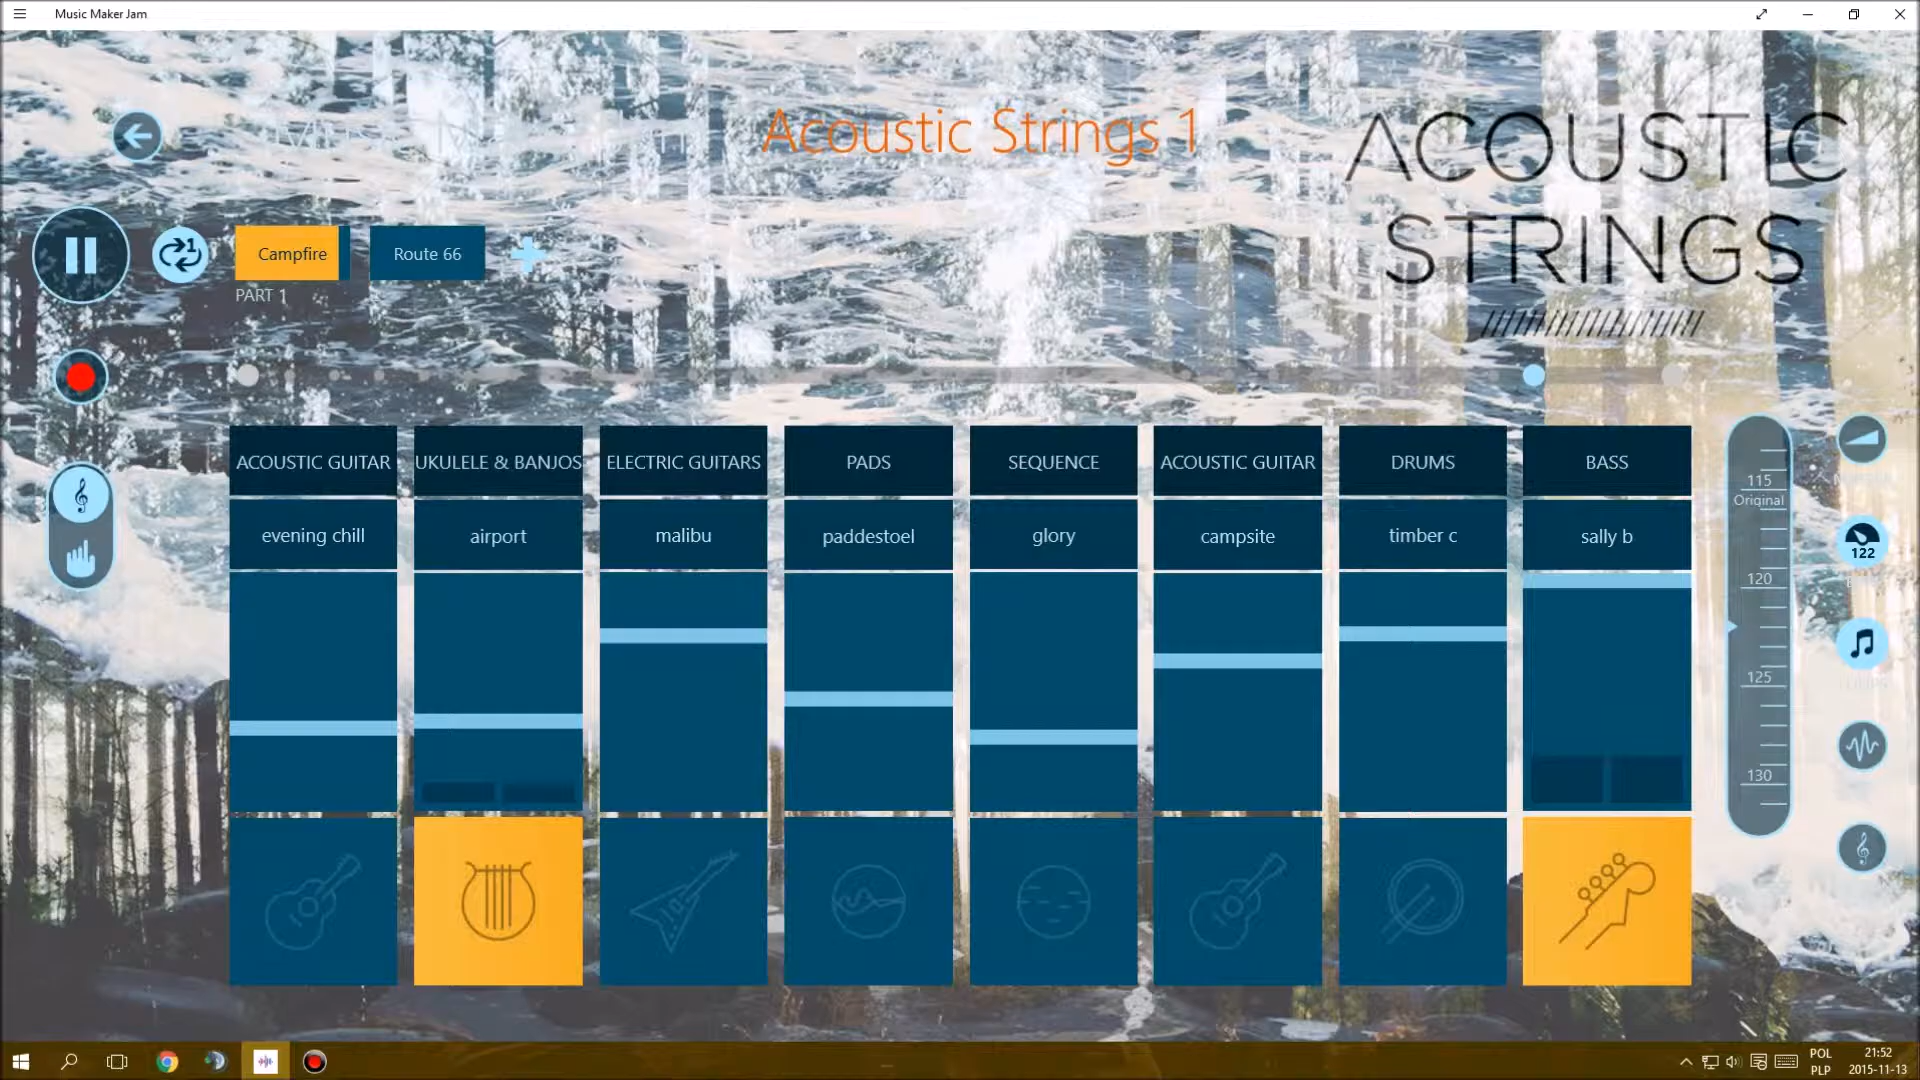 Music Maker Jam
Acoustic Strings 1
ACOUSTIC
STRINGS
1
Campfire
Route 66
PART 1
ACOUSTIC GUITAR
UKULELE & BANJOS
ELECTRIC GUITARS
PADS
SEQUENCE
ACOUSTIC GUITAR
DRUMS
BASS
evening chill
airport
malibu
paddestoel
glory
campsite
timber c
sally b
115
Original
120
125
130
122
POL
PLP
21:52
2015-11-13